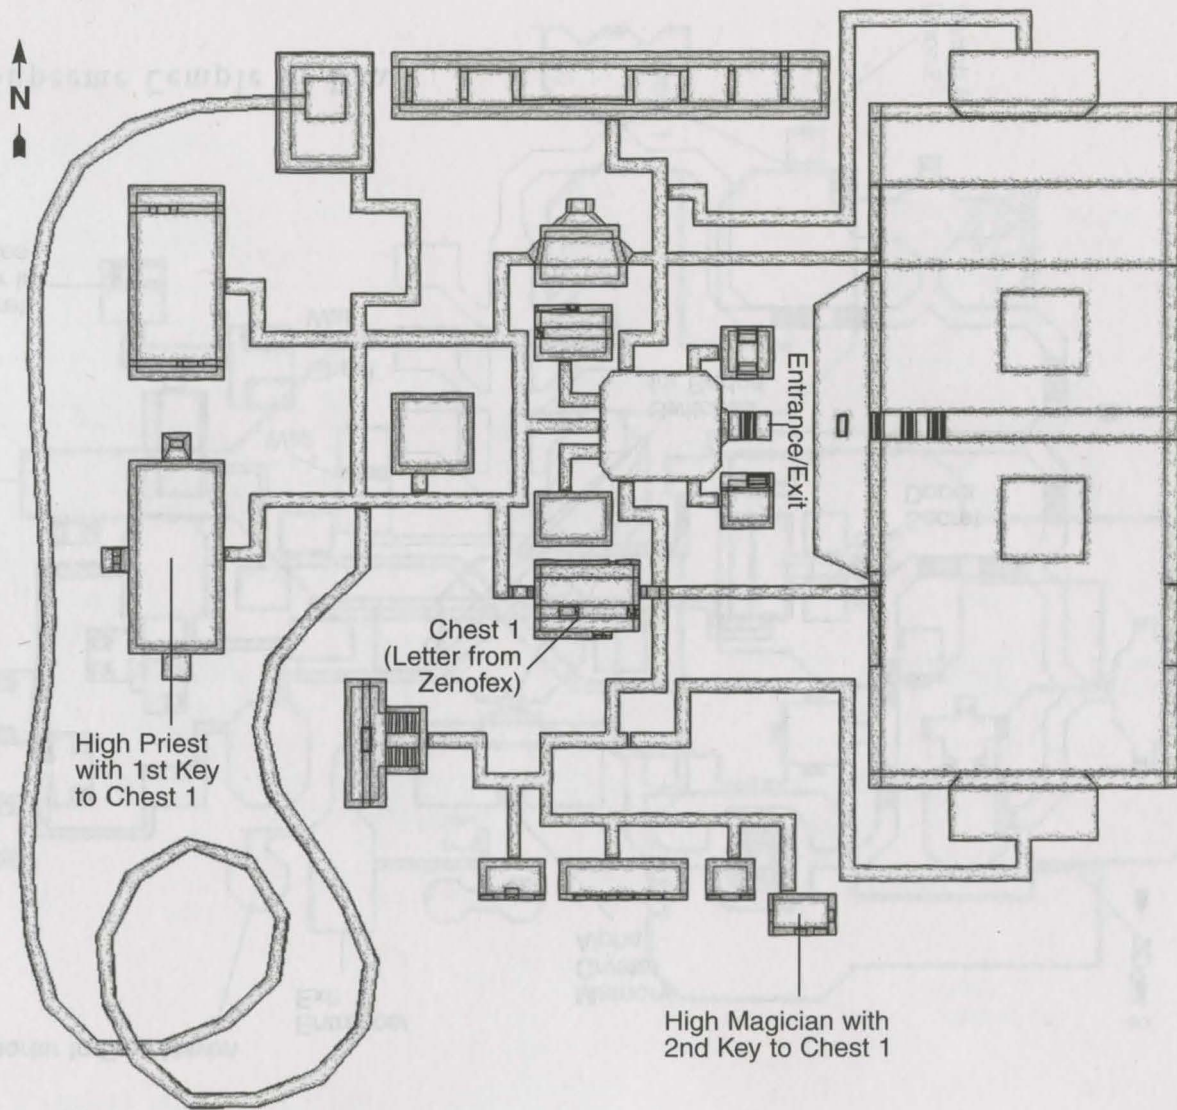 N
Entrance/Exit
Chest 1
(Letter from
Zenofex)
High Priest
with 1st Key
to Chest 1
High Magician with
2nd Key to Chest 1